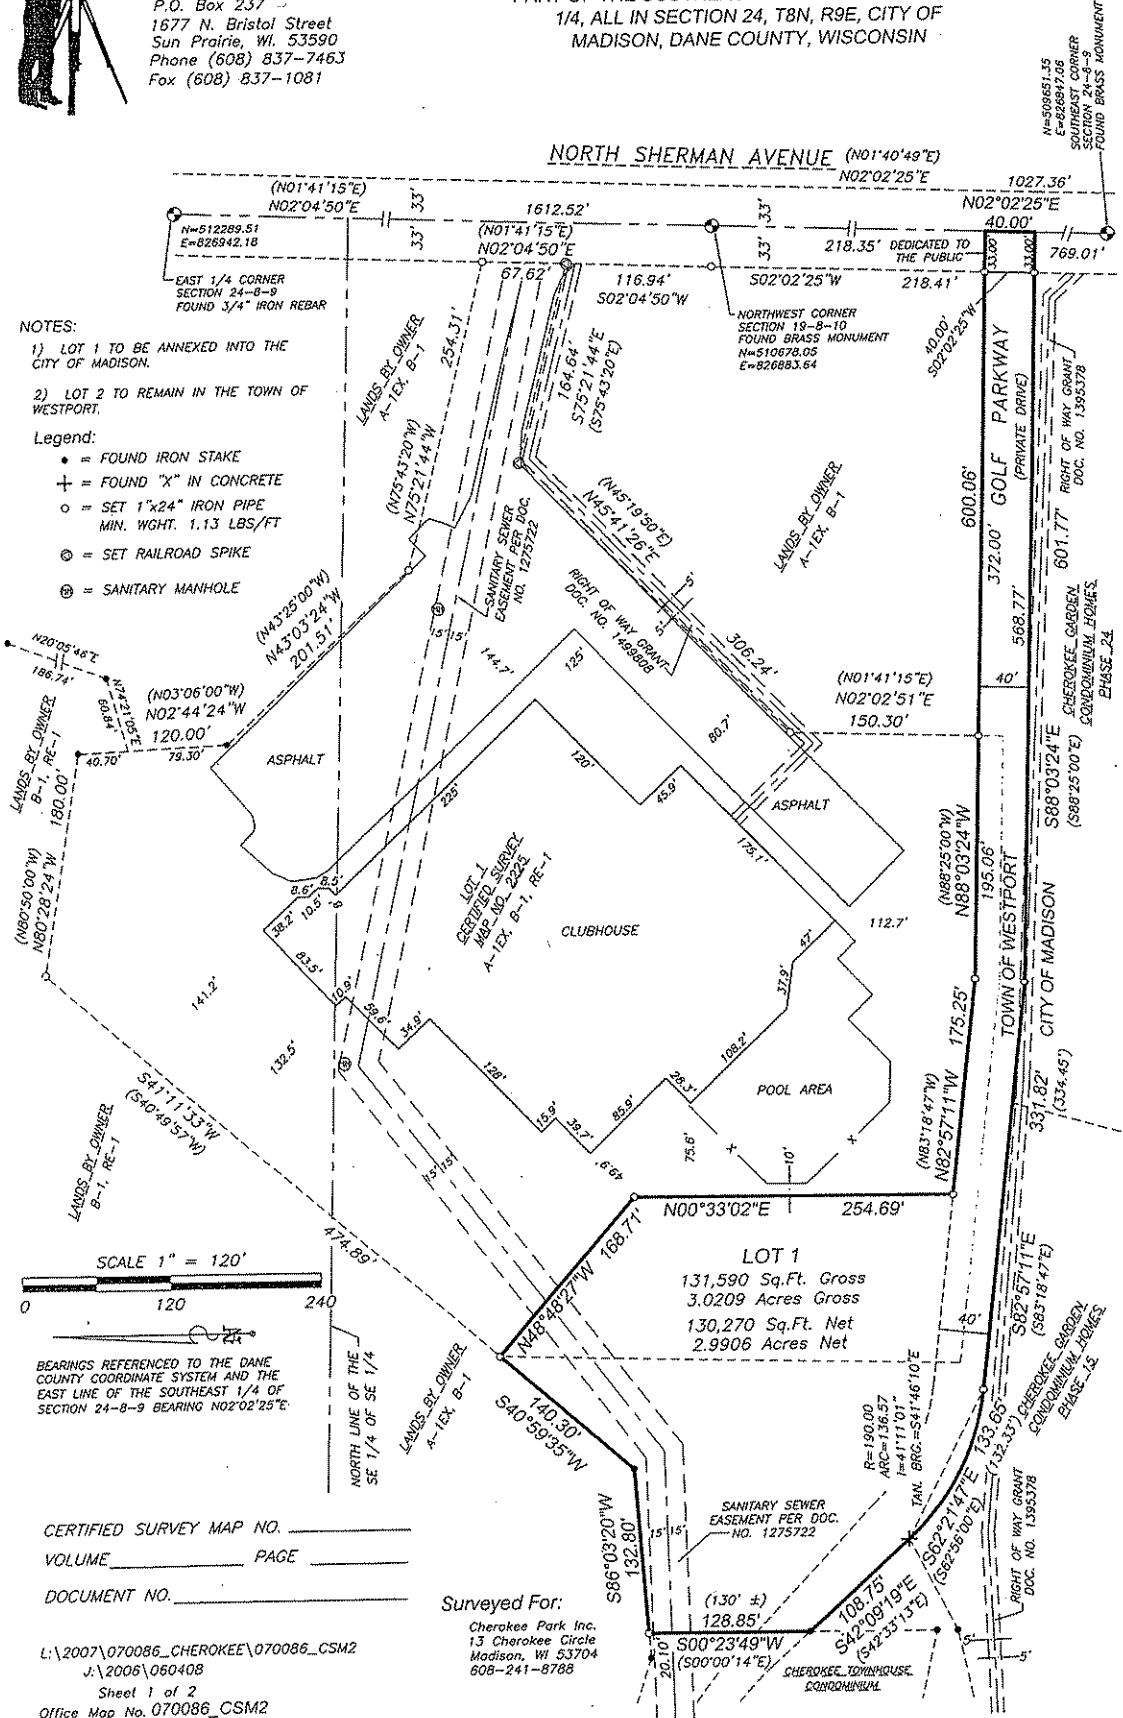 P.O. Box 237
1677 N. Bristol Street
Sun Prairie, WI. 53590
Phone (608) 837-7463
Fax (608) 837-1081
1/4, ALL IN SECTION 24, T8N, R9E, CITY OF
MADISON, DANE COUNTY, WISCONSIN
N=509651.35
E=826847.06
SOUTHEAST CORNER
SECTION 24-8-9
FOUND BRASS MONUMENT
NORTH SHERMAN AVENUE (N01°40'49"E)
N02°02'25"E
1027.36'
(N01°41'15"E)
N02°04'50"E
33'
33'
1612.52'
(N01°41'15"E)
N02°04'50"E
67.62'
116.94'
S02°04'50"W
33'
33'
218.35'
DEDICATED TO
THE PUBLIC
S02°02'25"W
218.41'
N02°02'25"E
40.00'
33.00'
33.00'
769.01'
40.00'
S02°02'25"W
N=512289.51
E=826942.18
EAST 1/4 CORNER
SECTION 24-8-9
FOUND 3/4" IRON REBAR
NORTHWEST CORNER
SECTION 19-8-10
FOUND BRASS MONUMENT
N=510678.05
E=826883.64
NOTES:
1) LOT 1 TO BE ANNEXED INTO THE
CITY OF MADISON.
2) LOT 2 TO REMAIN IN THE TOWN OF
WESTPORT.
Legend:
= FOUND IRON STAKE
= FOUND "X" IN CONCRETE
= SET 1"x24" IRON PIPE
MIN. WGHT. 1.13 LBS/FT
= SET RAILROAD SPIKE
= SANITARY MANHOLE
LANDS BY OWNER
A-1EX, B-1
254.31'
(N75°43'20"W)
N75°21'44"W
164.64'
S75°21'44"E
(S75°43'20"E)
SANITARY SEWER
EASEMENT PER DOC.
NO. 1275722
15' 15'
(N45°19'50"E)
N45°41'26"E
306.24'
RIGHT OF WAY GRANT
DOC. NO. 1499808
5'
5'
LANDS BY OWNER
A-1EX, B-1
600.06'
372.00'
GOLF PARKWAY
(PRIVATE DRIVE)
568.77'
601.77'
RIGHT OF WAY GRANT
DOC. NO. 1395378
CHEROKEE GARDEN
CONDOMINIUM HOMES
PHASE 24
S88°03'24"E
(S88°25'00"E)
40'
(N43°25'00"W)
N43°03'24"W
201.51'
N20°05'46"E
186.74'
N74°21'05"E
60.84'
(N03°06'00"W)
N02°44'24"W
120.00'
40.70'
79.30'
LANDS BY OWNER
B-1, RE-1
180.00'
(N80°50'00"W)
N80°28'24"W
ASPHALT
144.7'
125'
80.7'
(N01°41'15"E)
N02°02'51"E
150.30'
120'
225'
45.9'
ASPHALT
175.1'
8.6'
8.5'
10.5'
38.2'
83.5'
10.9'
59.6'
34.9'
LOT 1
CERTIFIED SURVEY
MAP NO. 2225
A-1EX, B-1, RE-1
CLUBHOUSE
112.7'
47'
37.9'
108.2'
28.3'
85.9'
39.7'
15.9'
128'
49.9'
75.6'
POOL AREA
10'
(N88°25'00"W)
N88°03'24"W
195.06'
TOWN OF WESTPORT
CITY OF MADISON
175.25'
(N83°18'47"W)
N82°57'11"W
331.82'
(334.45')
141.2'
132.5'
S41°11'33"W
(S40°49'57"W)
474.89'
LANDS BY OWNER
B-1, RE-1
15' 15'
N00°33'02"E
254.69'
168.71'
N48°48'27"W
LOT 1
131,590 Sq.Ft. Gross
3.0209 Acres Gross
130,270 Sq.Ft. Net
2.9906 Acres Net
40'
S82°57'11"E
(S83°18'47"E)
CHEROKEE GARDEN
CONDOMINIUM HOMES
PHASE 15
SCALE 1" = 120'
0 120 240
BEARINGS REFERENCED TO THE DANE
COUNTY COORDINATE SYSTEM AND THE
EAST LINE OF THE SOUTHEAST 1/4 OF
SECTION 24-8-9 BEARING N02°02'25"E
NORTH LINE OF THE
SE 1/4 OF SE 1/4
LANDS BY OWNER
A-1EX, B-1
140.30'
S40°59'35"W
R=190.00
ARC=136.57
I=41°11'01"
TAN. BRG.=S41°46'10"E
133.65'
(132.33')
S62°21'47"E
(S62°56'00"E)
RIGHT OF WAY GRANT
DOC. NO. 1395378
S86°03'20"W
132.80'
15' 15'
SANITARY SEWER
EASEMENT PER DOC.
NO. 1275722
108.75'
S42°09'19"E
(S42°33'13"E)
(130' ±)
128.85'
S00°23'49"W
(S00°00'14"E)
20.10'
CHEROKEE TOWNHOUSE
CONDOMINIUM
5'
5'
CERTIFIED SURVEY MAP NO.
VOLUME PAGE
DOCUMENT NO.
Surveyed For:
Cherokee Park Inc.
13 Cherokee Circle
Madison, WI 53704
608-241-8788
L:\2007\070086_CHEROKEE\070086_CSM2
J:\2006\060408
Sheet 1 of 2
Office Map No. 070086_CSM2